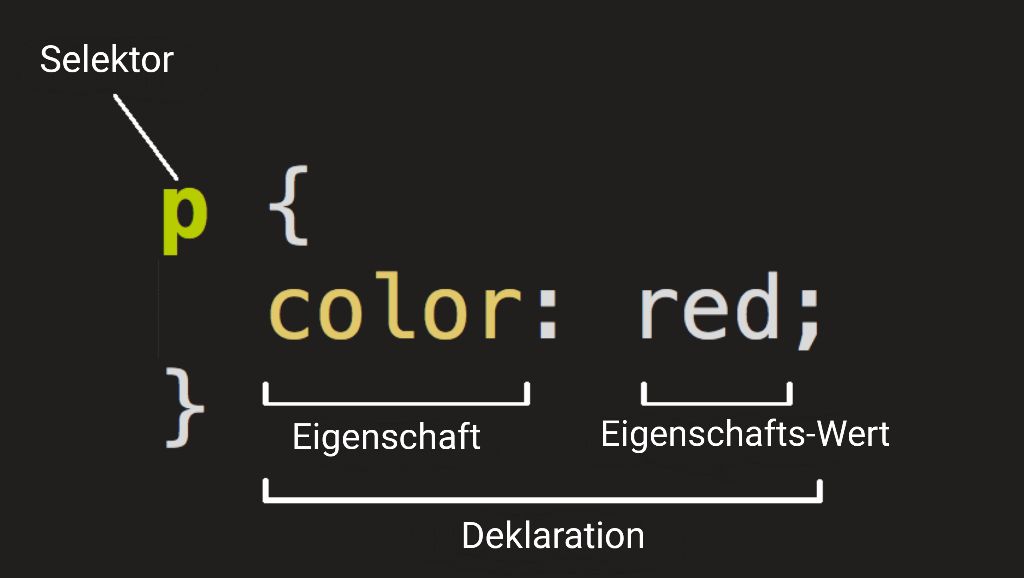 Selektor
p {
color: red;
}
Eigenschaft Eigenschafts-Wert
Deklaration